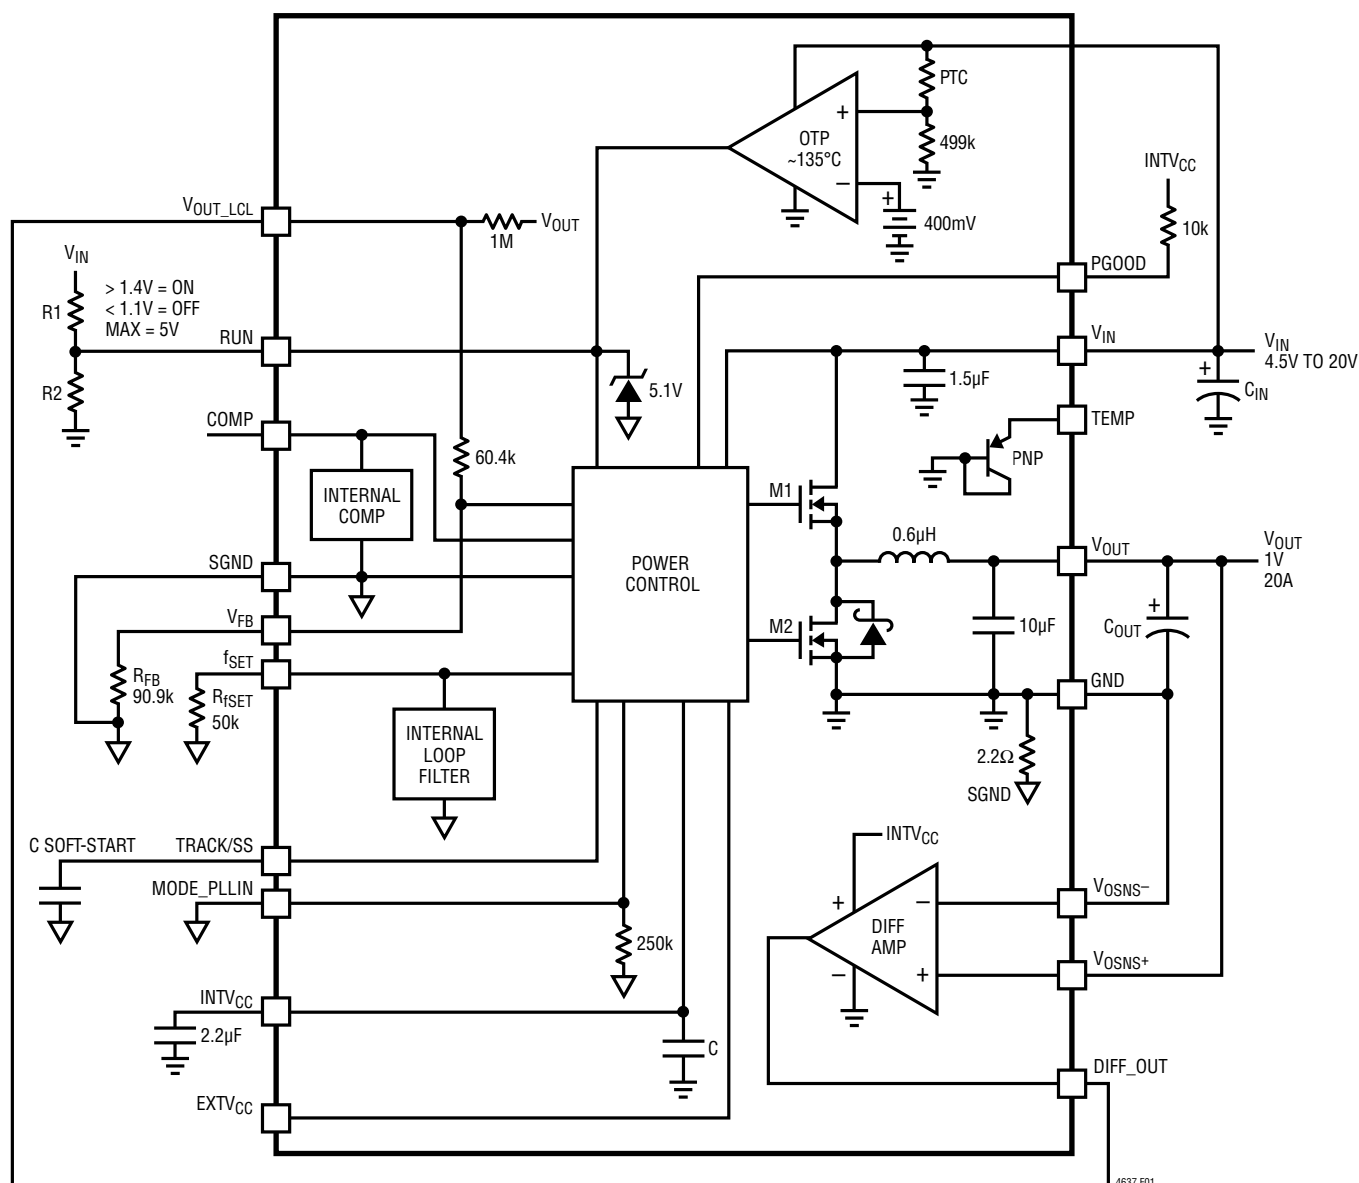 PTC
+
OTP
~135°C
499k
–
+
400mV
INTVCC
10k
PGOOD
VOUT_LCL
1M
VOUT
VIN
> 1.4V = ON
< 1.1V = OFF
MAX = 5V
R1
RUN
R2
5.1V
VIN
1.5µF
VIN
4.5V TO 20V
+
CIN
COMP
60.4k
TEMP
PNP
INTERNAL
COMP
M1
0.6µH
VOUT
VOUT
1V
20A
SGND
POWER
CONTROL
VFB
M2
10µF
+
COUT
fSET
RFB
90.9k
RfSET
50k
GND
INTERNAL
LOOP
FILTER
2.2Ω
SGND
C SOFT-START
TRACK/SS
INTVCC
MODE_PLLIN
+
–
DIFF
AMP
–
+
VOSNS–
250k
VOSNS+
INTVCC
2.2µF
C
DIFF_OUT
EXTVCC
4637 F01